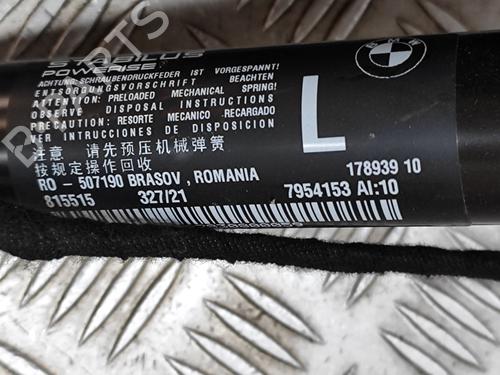 STABILUS
POWERISE
ACHTUNG: SCHRAUBENDRUCKFEDER IST VORGESPANNT!
ENTSORGUNGSVORSCHRIFT BEACHTEN
ATTENTION: PRELOADED MECHANICAL SPRING!
OBSERVE DISPOSAL INSTRUCTIONS
PRECAUTION: RESORTE MECANICO RECARGADO
VER INTRUCCIONES DE DISPOSICION
注意 请先预压机械弹簧
按规定操作回收
RO - 507190 BRASOV, ROMANIA
815515 327/21
BMW
L
178939 10
7954153 AI:10